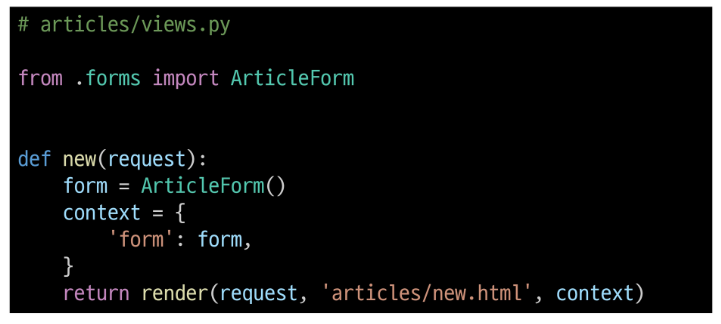 # articles/views.py
from .forms import ArticleForm
def new(request):
    form = ArticleForm()
    context = {
        'form': form,
    }
    return render(request, 'articles/new.html', context)